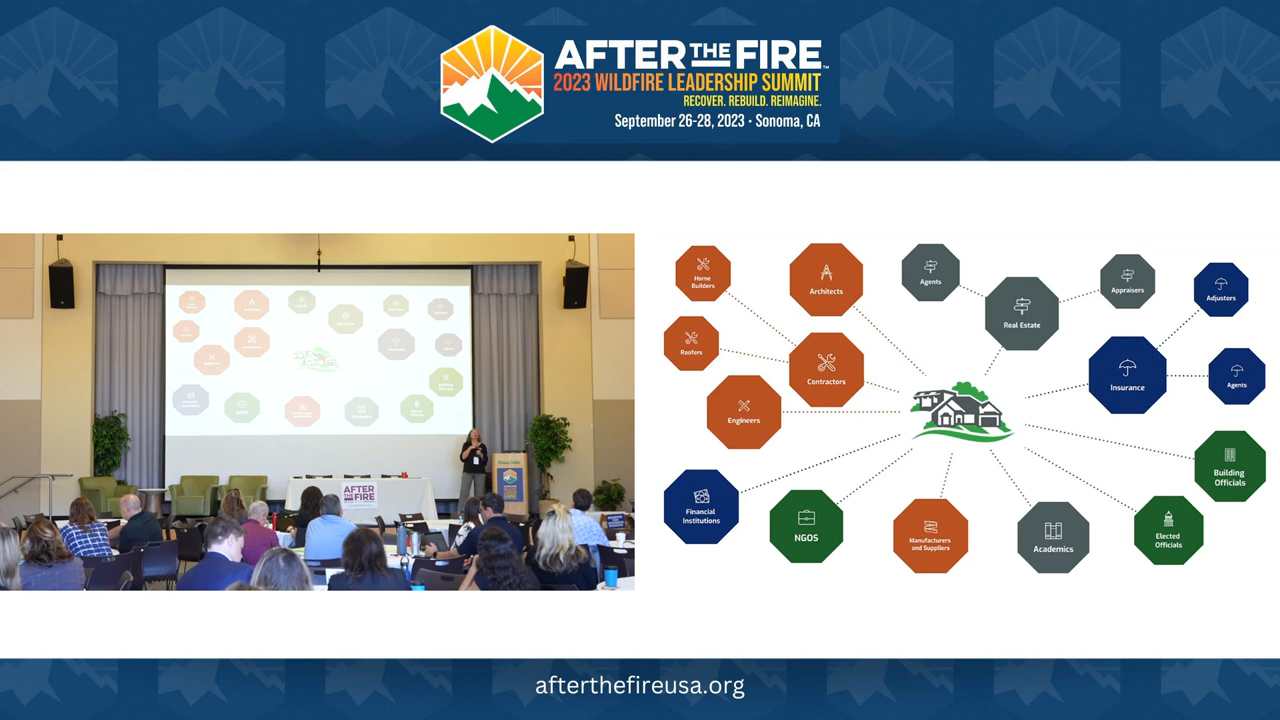 AFTER THE FIRE™
2023 WILDFIRE LEADERSHIP SUMMIT
RECOVER. REBUILD. REIMAGINE.
September 26-28, 2023 • Sonoma, CA
AFTER
THE FIRE
Home
Builders
Architects
Agents
Real Estate
Appraisers
Adjustors
Roofers
Contractors
Engineers
Insurance
Agents
Building
Officials
Financial
Institutions
NGOS
Manufacturers
and Suppliers
Academics
Elected
Officials
afterthefireusa.org